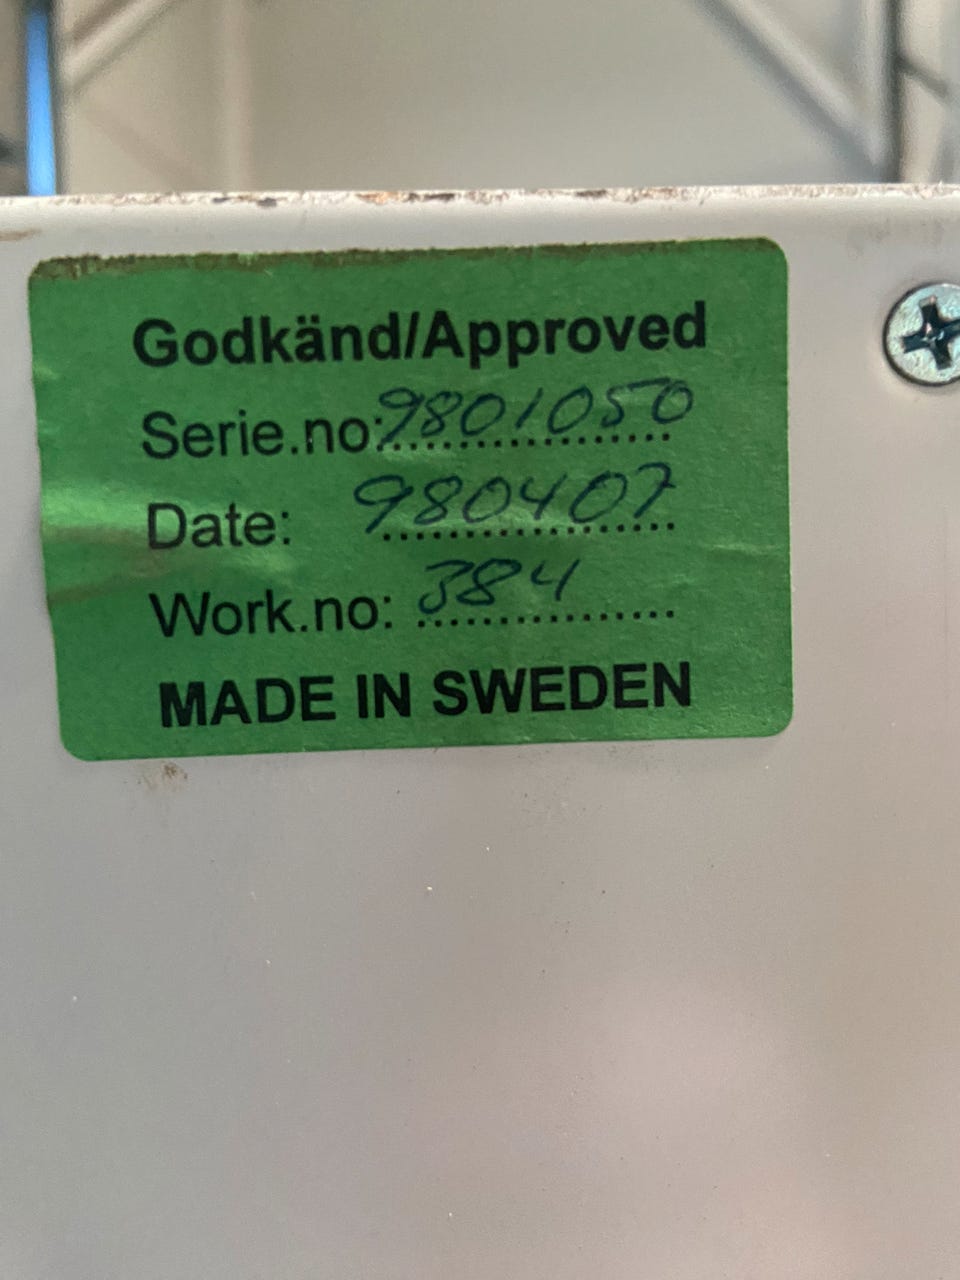 Godkänd/Approved
Serie.no: 9801050
Date: 980407
Work.no: 384
MADE IN SWEDEN